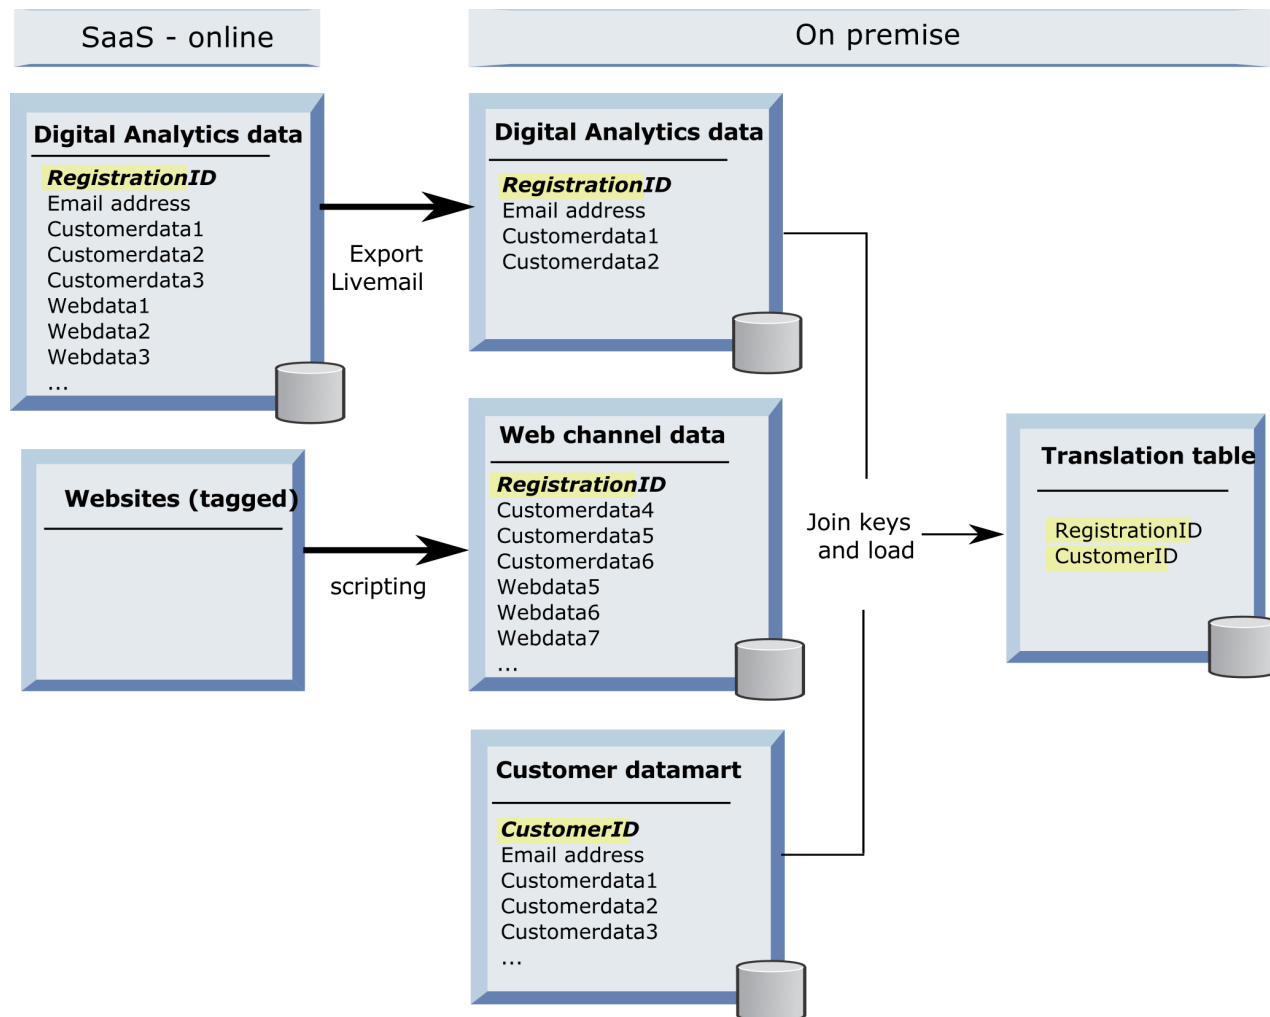 SaaS - online
On premise
Digital Analytics data
RegistrationID
Email address
Customerdata1
Customerdata2
Customerdata3
Webdata1
Webdata2
Webdata3
...
Export
Livemail
Digital Analytics data
RegistrationID
Email address
Customerdata1
Customerdata2
Websites (tagged)
scripting
Web channel data
RegistrationID
Customerdata4
Customerdata5
Customerdata6
Webdata5
Webdata6
Webdata7
...
Customer datamart
CustomerID
Email address
Customerdata1
Customerdata2
Customerdata3
...
Join keys
and load
Translation table
RegistrationID
CustomerID